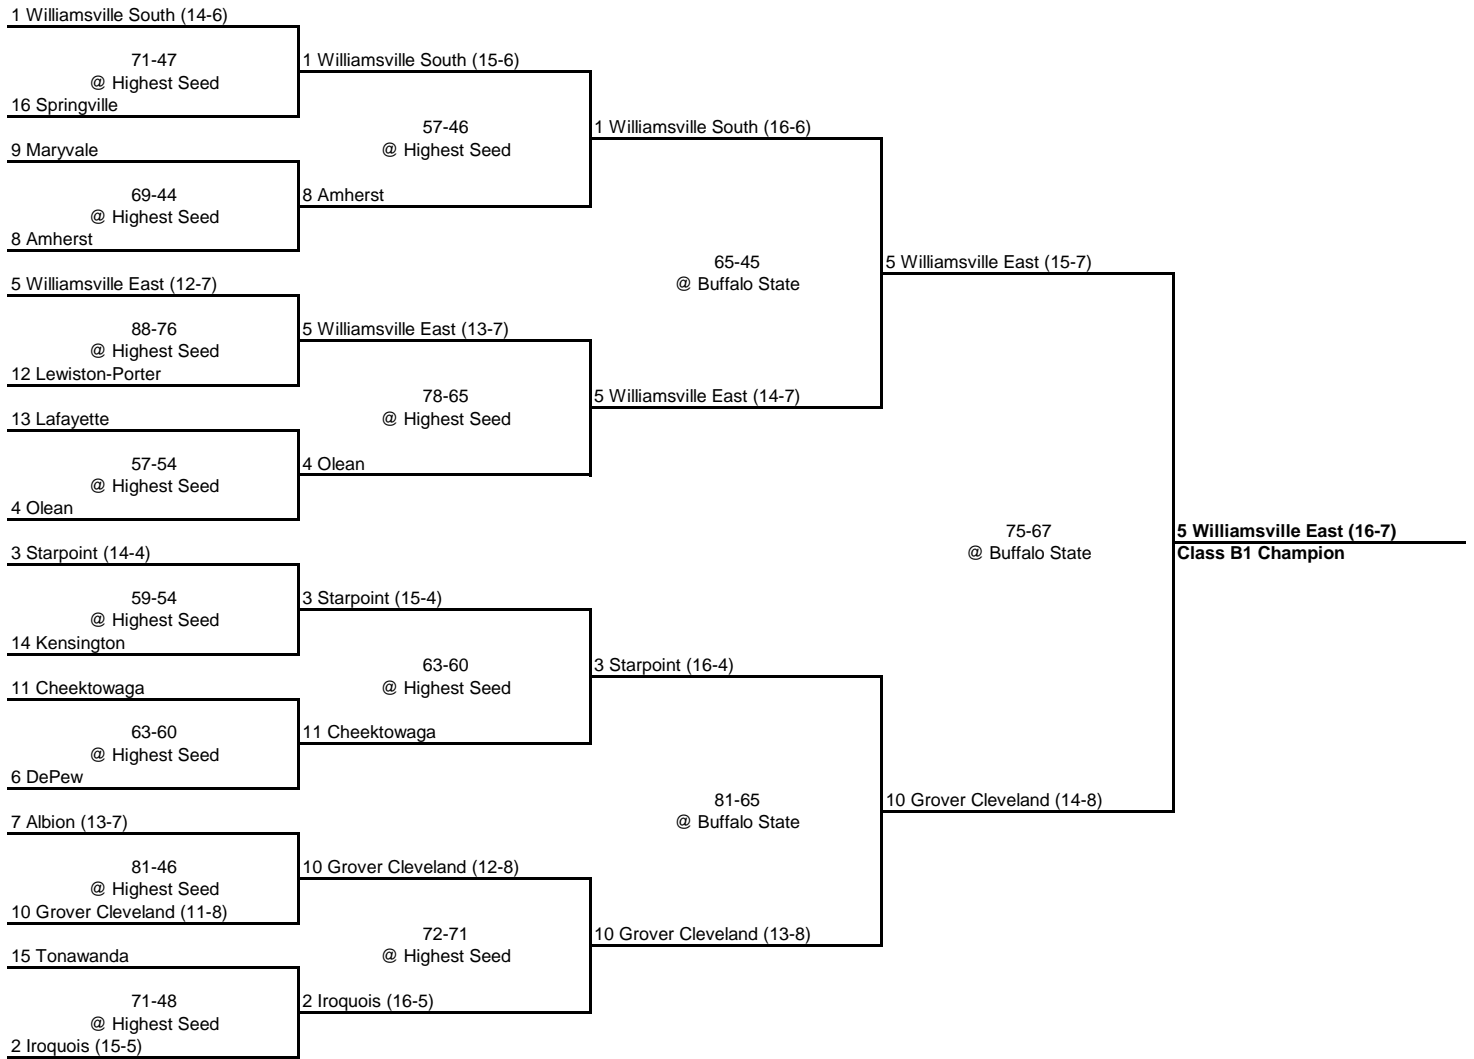 1 Williamsville South (14-6)
71-47
@ Highest Seed
16 Springville
1 Williamsville South (15-6)
9 Maryvale
69-44
@ Highest Seed
8 Amherst
57-46
@ Highest Seed
8 Amherst
1 Williamsville South (16-6)
5 Williamsville East (12-7)
88-76
@ Highest Seed
12 Lewiston-Porter
5 Williamsville East (13-7)
13 Lafayette
57-54
@ Highest Seed
4 Olean
78-65
@ Highest Seed
4 Olean
5 Williamsville East (14-7)
65-45
@ Buffalo State
5 Williamsville East (15-7)
3 Starpoint (14-4)
59-54
@ Highest Seed
14 Kensington
3 Starpoint (15-4)
11 Cheektowaga
63-60
@ Highest Seed
6 DePew
63-60
@ Highest Seed
11 Cheektowaga
3 Starpoint (16-4)
7 Albion (13-7)
81-46
@ Highest Seed
10 Grover Cleveland (11-8)
10 Grover Cleveland (12-8)
15 Tonawanda
71-48
@ Highest Seed
2 Iroquois (15-5)
72-71
@ Highest Seed
2 Iroquois (16-5)
10 Grover Cleveland (13-8)
81-65
@ Buffalo State
10 Grover Cleveland (14-8)
75-67
@ Buffalo State
5 Williamsville East (16-7)
Class B1 Champion